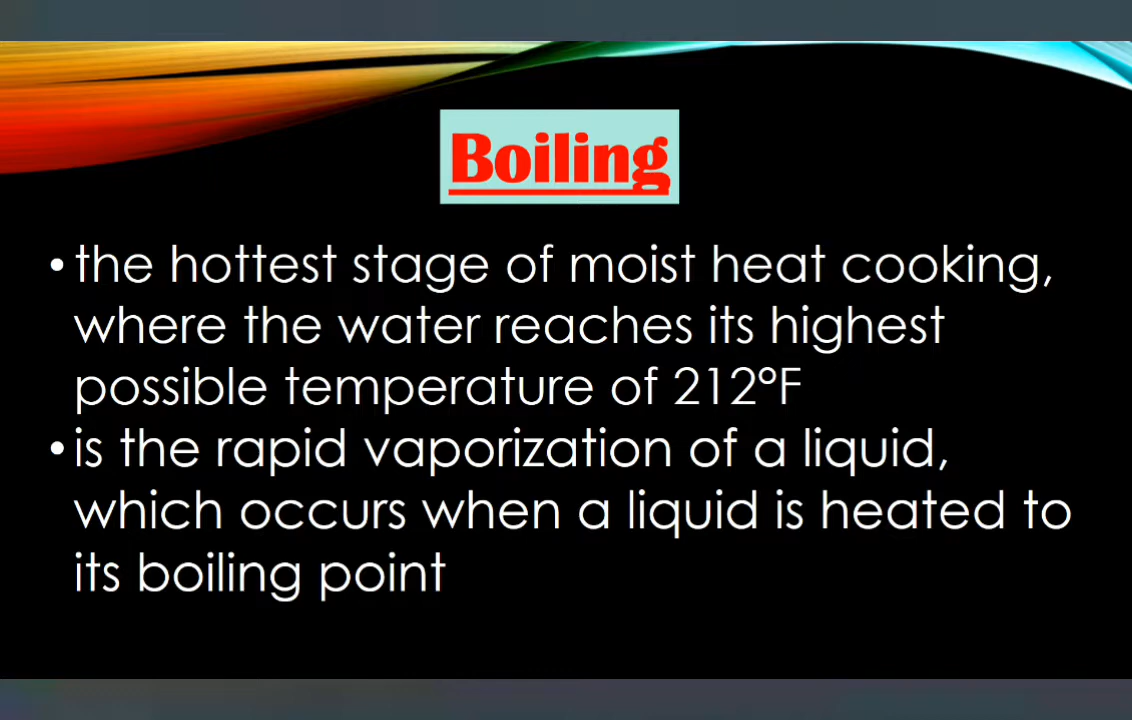 Boiling
•the hottest stage of moist heat cooking,
where the water reaches its highest
possible temperature of 212°F
•is the rapid vaporization of a liquid,
which occurs when a liquid is heated to
its boiling point